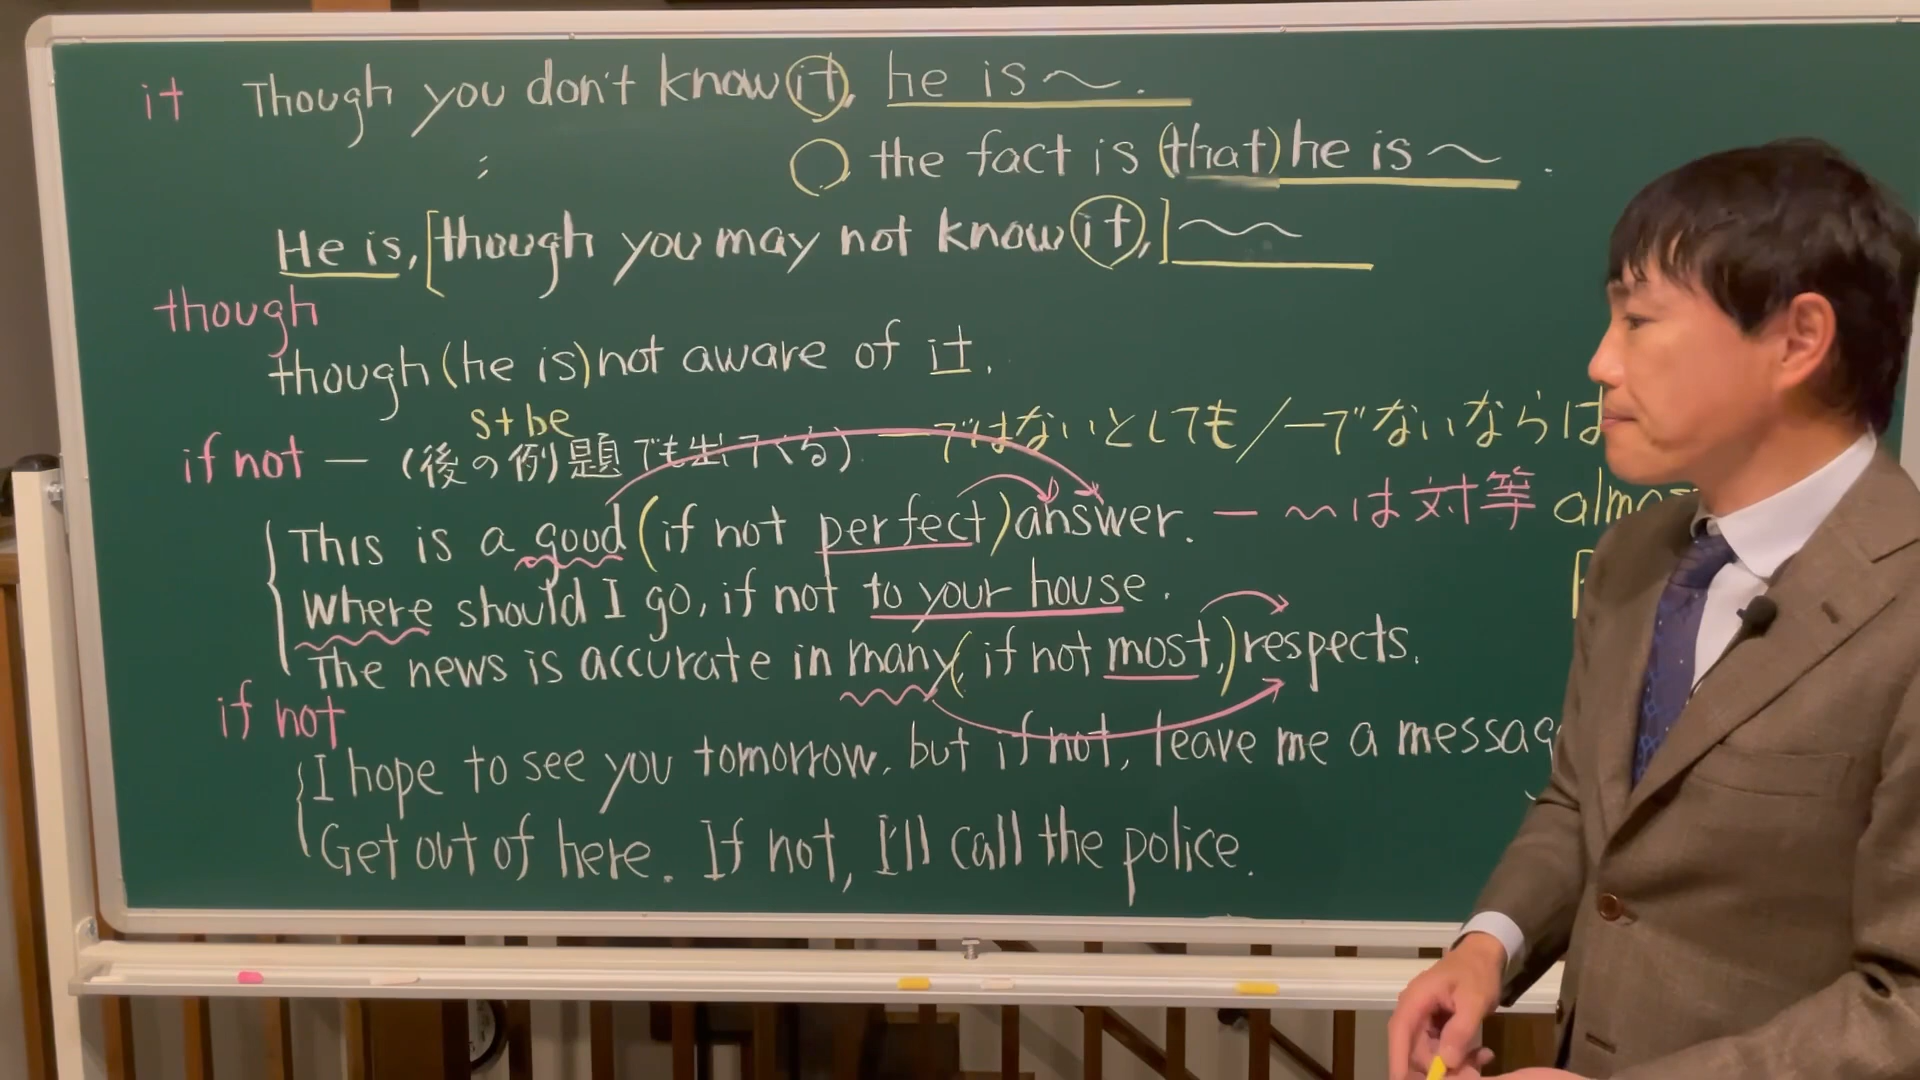 it Though you don't know it, he is ～.
the fact is (that) he is ～.
He is, [though you may not know it,] ～
though
though (he is) not aware of it.
s+be
if not ― (後の例題でも出てくる) ―ではないとしても/―でないならば
This is a good (if not perfect) answer. ― ～は対等
Where should I go, if not to your house.
The news is accurate in many (, if not most,) respects.
if not
I hope to see you tomorrow, but if not, leave me a
Get out of here. If not, I'll call the police.